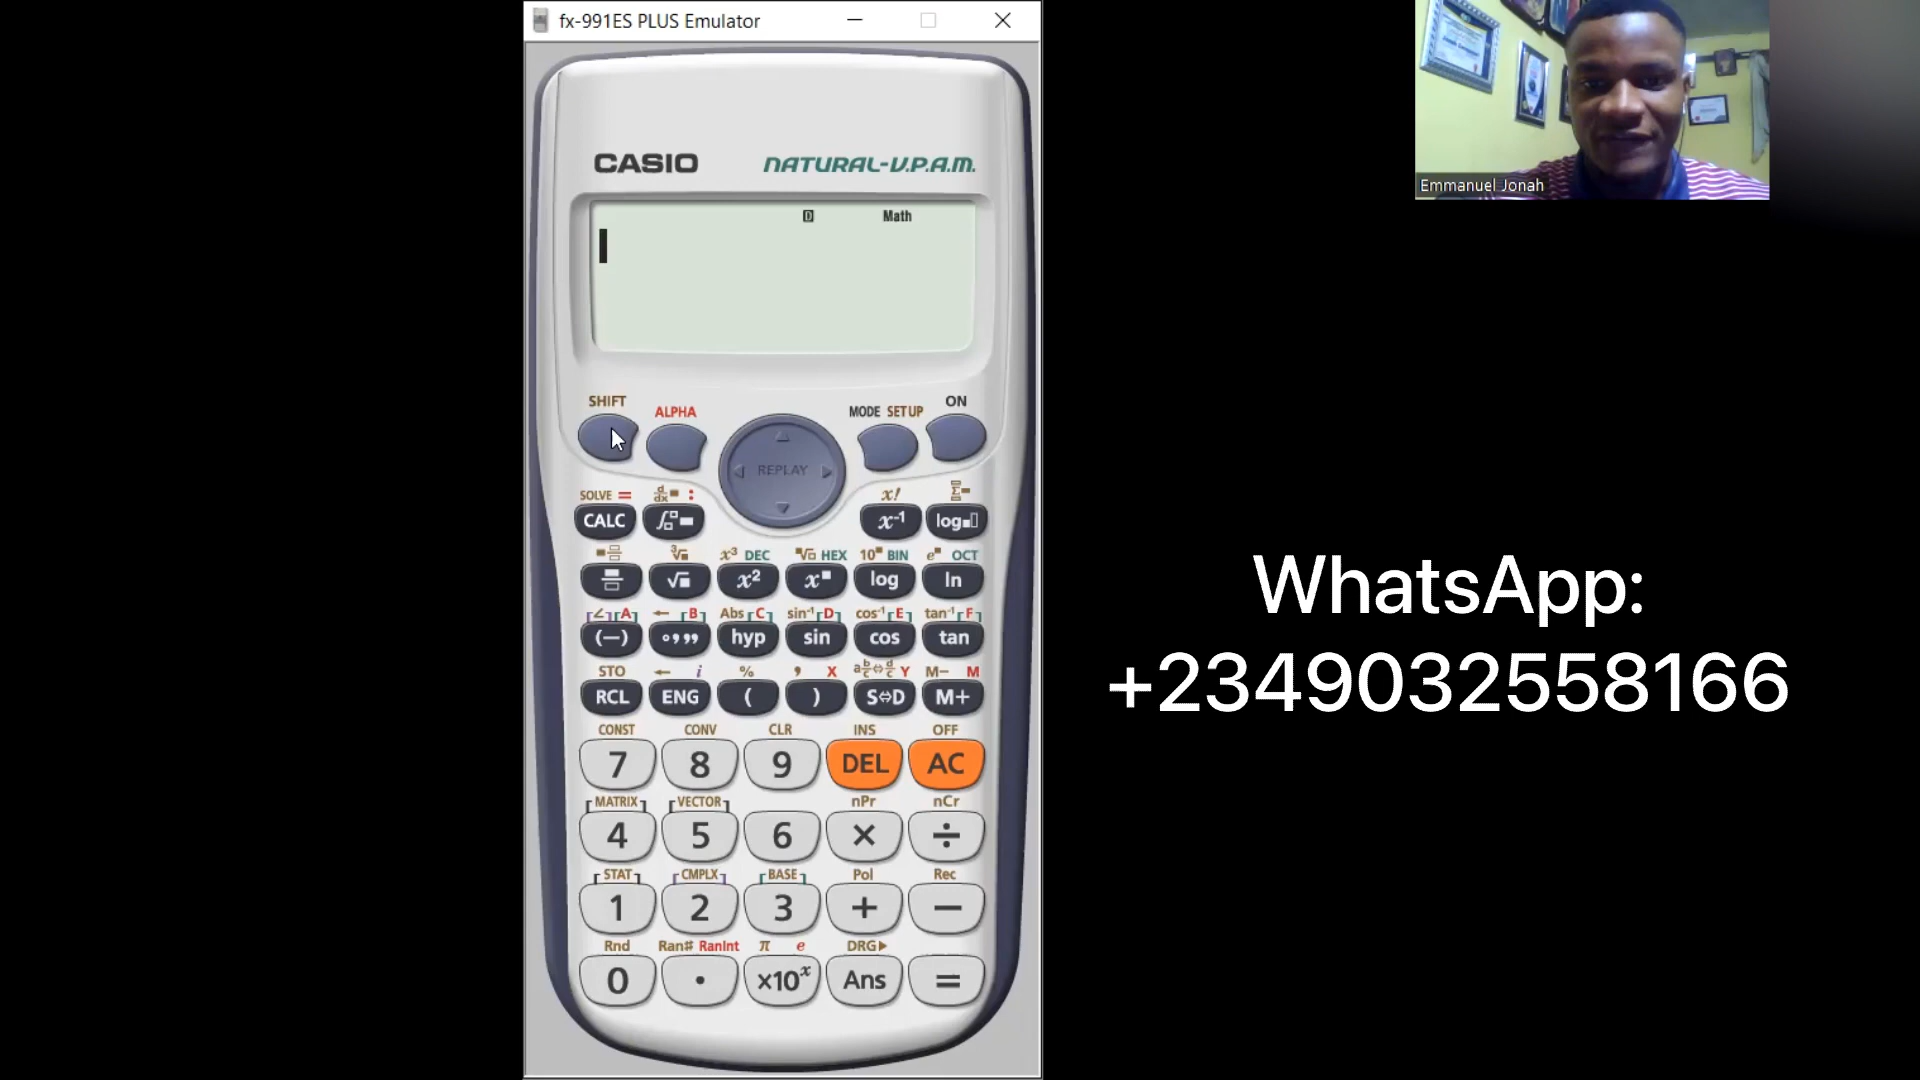 fx-991ES PLUS Emulator
Emmanuel Jonah
CASIO NATURAL-V.P.A.M.
D Math
SHIFT ALPHA MODE SETUP ON
REPLAY
SOLVE = d/dx : x! Σ
CALC ∫ x⁻¹ log
³√ x³ DEC √ HEX 10 BIN e OCT
√ x² x log ln
∠ A ← B Abs C sin⁻¹ D cos⁻¹ E tan⁻¹ F
(−) hyp sin cos tan
STO ← i % , X a b/c⇔d/c Y M− M
RCL ENG ( ) S⇔D M+
CONST CONV CLR INS OFF
7 8 9 DEL AC
MATRIX VECTOR nPr nCr
4 5 6 × ÷
STAT CMPLX BASE Pol Rec
1 2 3 + −
Rnd Ran# RanInt π e DRG▶
0 . ×10ˣ Ans =
WhatsApp:
+2349032558166